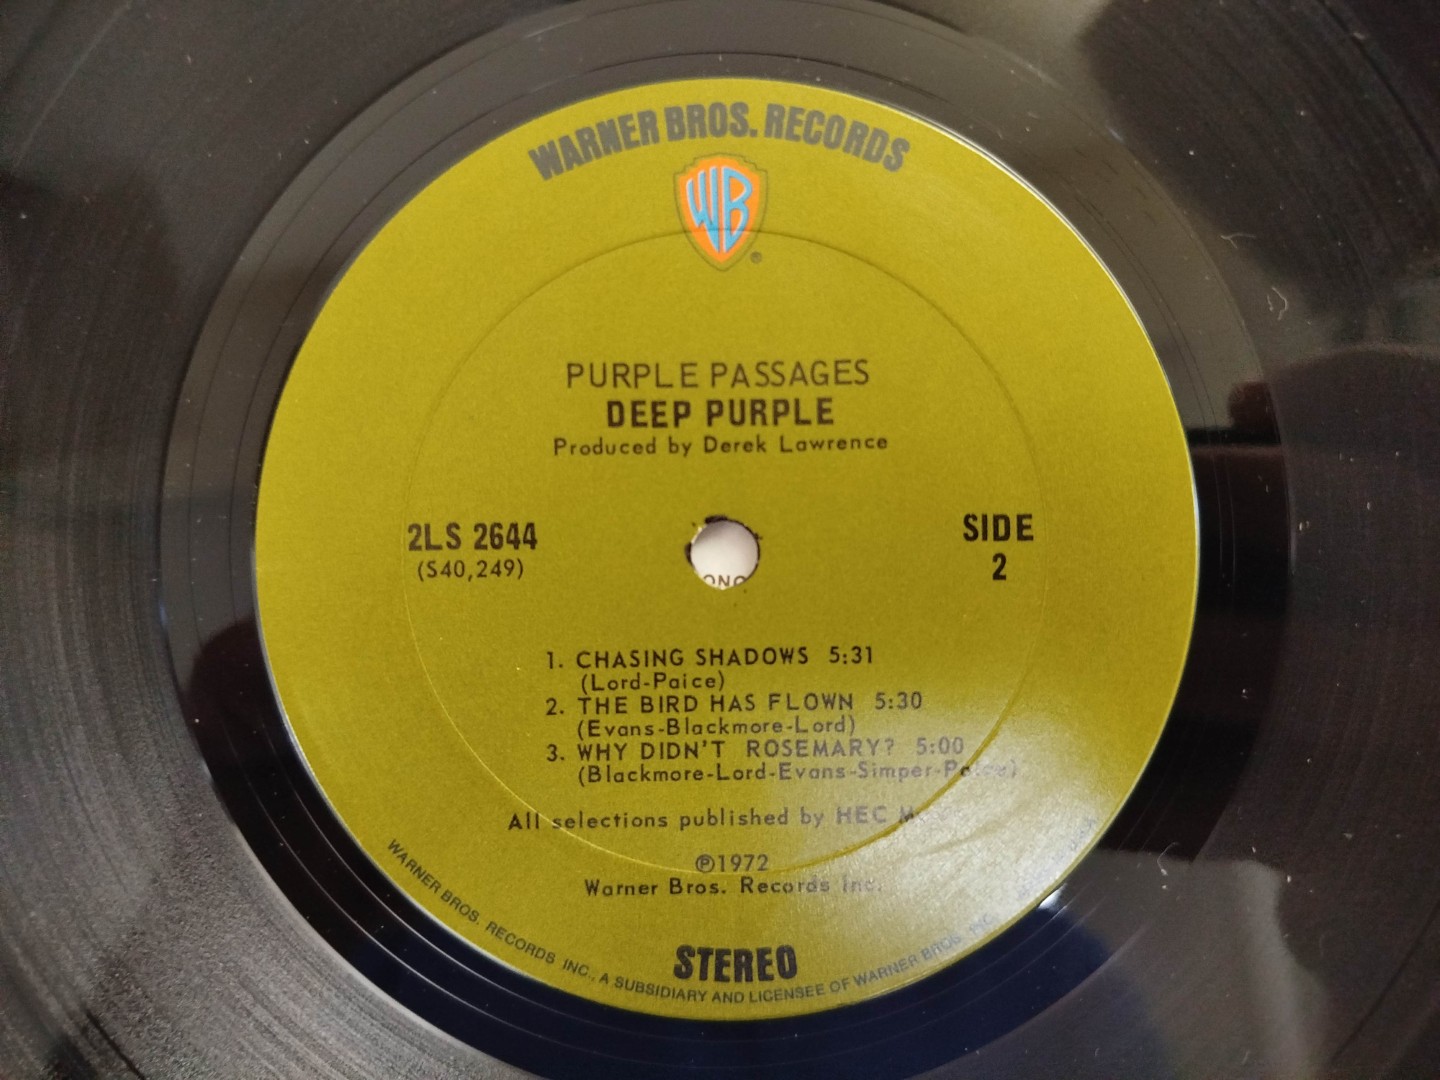 WARNER BROS. RECORDS
WB
®
PURPLE PASSAGES
DEEP PURPLE
Produced by Derek Lawrence
2LS 2644
(S40,249)
SIDE
2
1. CHASING SHADOWS 5:31
(Lord-Paice)
2. THE BIRD HAS FLOWN 5:30
(Evans-Blackmore-Lord)
3. WHY DIDN'T ROSEMARY? 5:00
(Blackmore-Lord-Evans-Simper-Paice)
All selections published by HEC
℗1972
Warner Bros. Records Inc.
STEREO
WARNER BROS. RECORDS INC., A SUBSIDIARY AND LICENSEE OF WARNER BROS. INC.